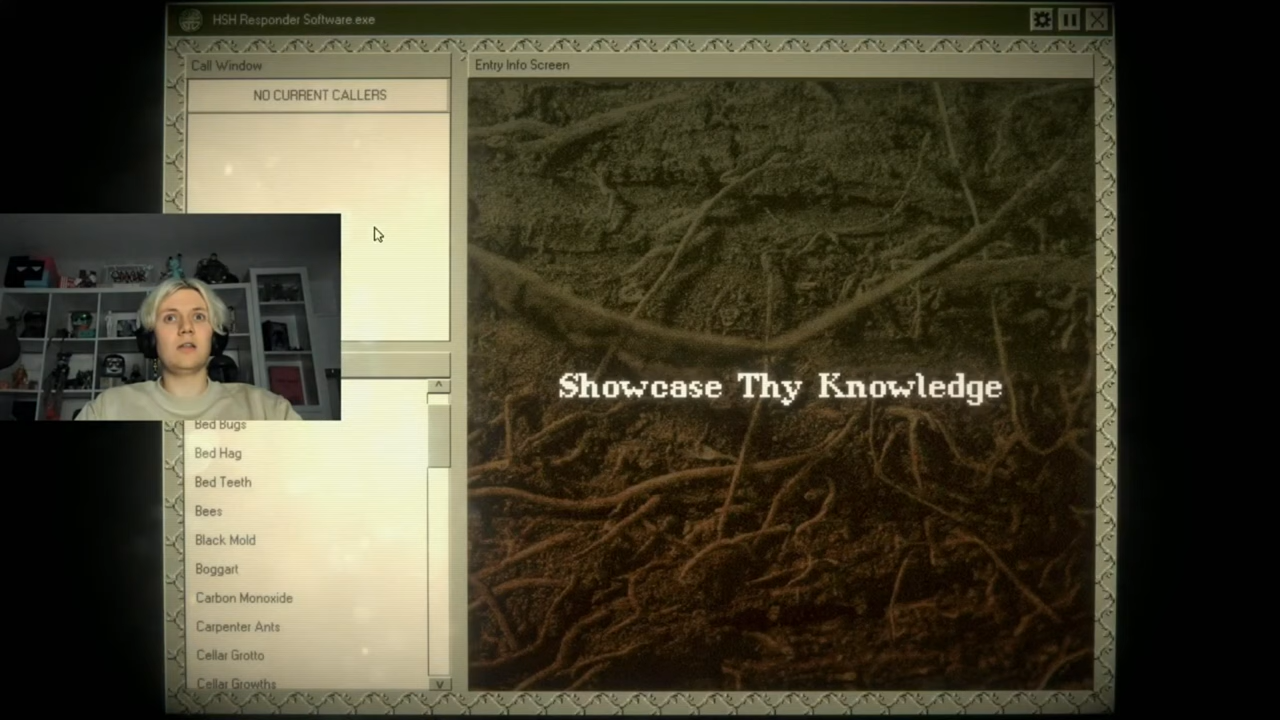 HSH Responder Software.exe
Call Window
NO CURRENT CALLERS
Bed Bugs
Bed Hag
Bed Teeth
Bees
Black Mold
Boggart
Carbon Monoxide
Carpenter Ants
Cellar Grotto
Cellar Growths
Entry Info Screen
Showcase Thy Knowledge